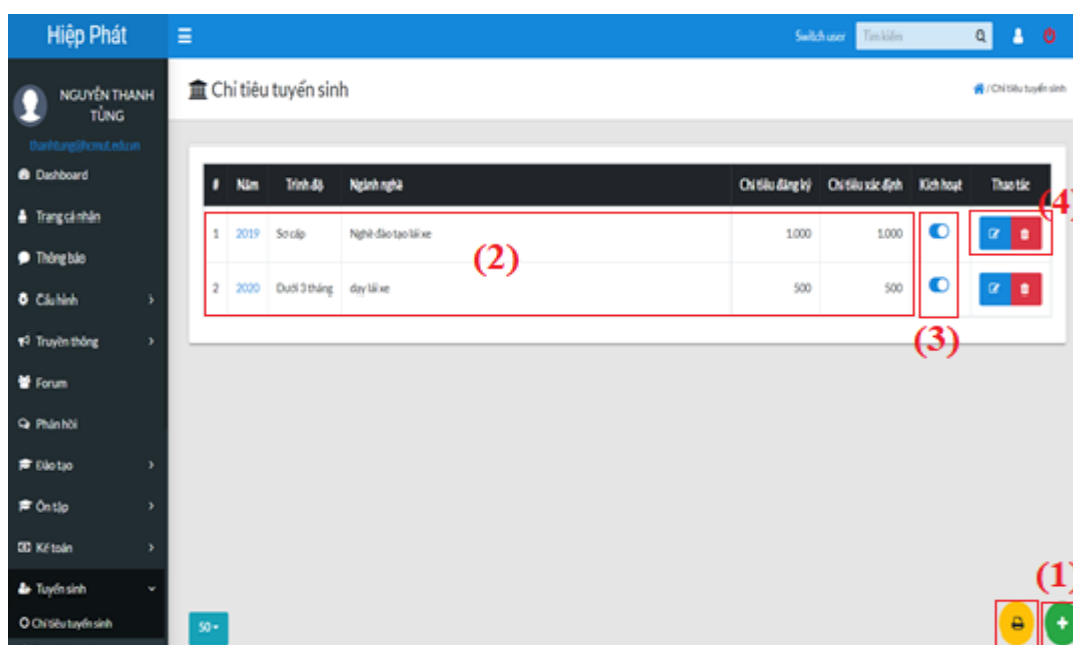 Hiệp Phát
Switch user Tìm kiếm
NGUYỄN THANH TÙNG
thanhtung@hcmut.edu.vn
Chỉ tiêu tuyển sinh
/ Chỉ tiêu tuyển sinh
Dashboard
Trang cá nhân
Thông báo
Cấu hình
Truyền thông
Forum
Phản hồi
Đào tạo
Ôn tập
Kế toán
Tuyển sinh
Chỉ tiêu tuyển sinh
# Năm Trình độ Ngành nghề Chỉ tiêu đăng ký Chỉ tiêu xác định Kích hoạt Thao tác
1 2019 Sơ cấp Nghề đào tạo lái xe 1.000 1.000
2 2020 Dưới 3 tháng dạy lái xe 500 500
(4)
(2)
(3)
(1)
50